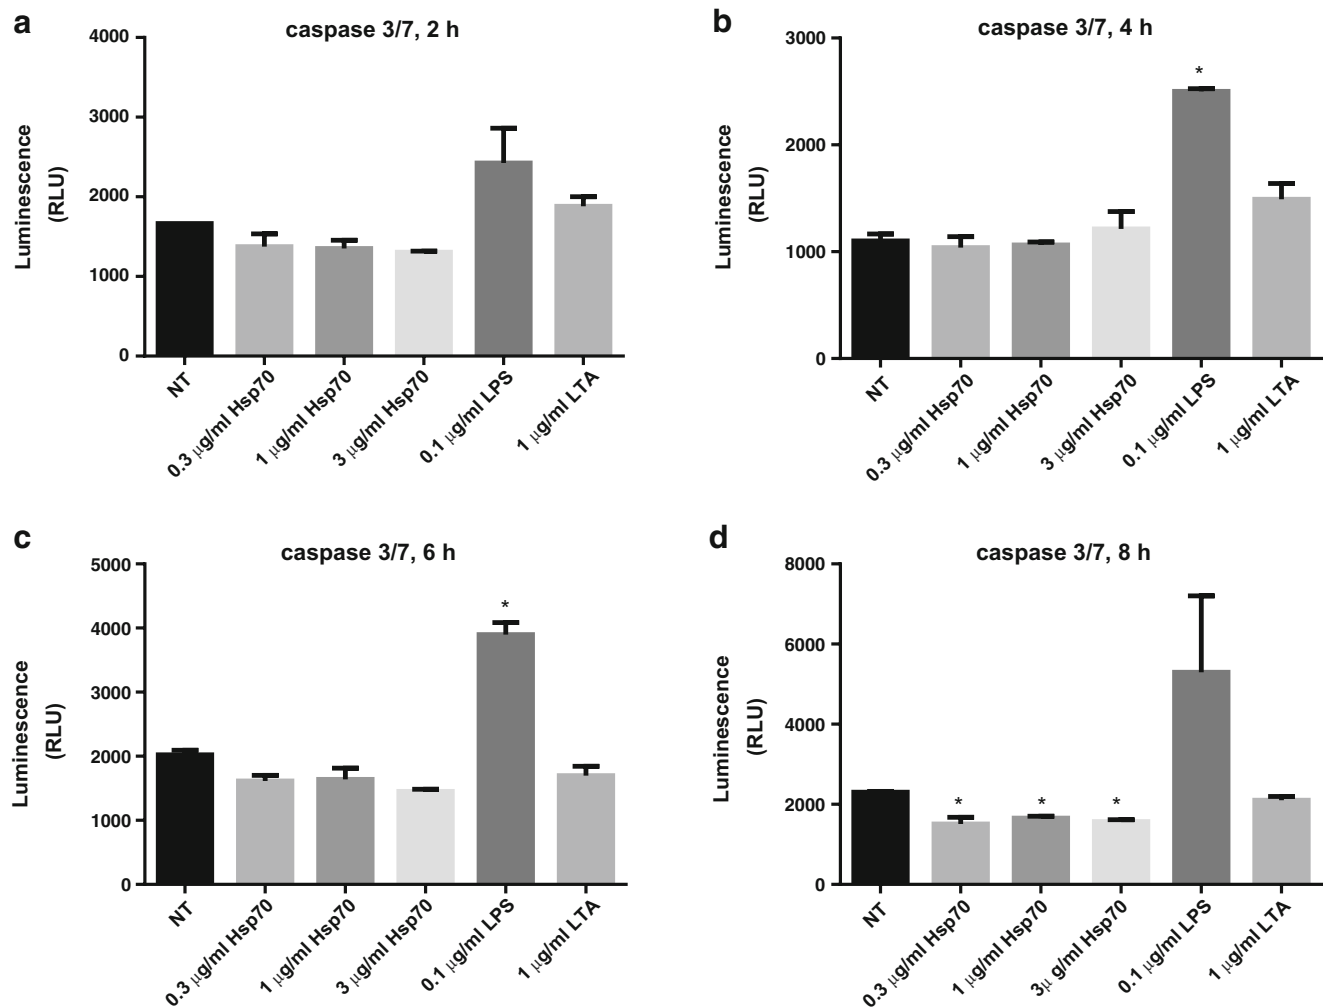 a
caspase 3/7, 2 h
4000
3000
2000
1000
0
Luminescence
(RLU)
NT
0.3 μg/ml Hsp70
1 μg/ml Hsp70
3 μg/ml Hsp70
0.1 μg/ml LPS
1 μg/ml LTA
b
caspase 3/7, 4 h
3000
2000
1000
0
Luminescence
(RLU)
*
NT
0.3 μg/ml Hsp70
1 μg/ml Hsp70
3 μg/ml Hsp70
0.1 μg/ml LPS
1 μg/ml LTA
c
caspase 3/7, 6 h
5000
4000
3000
2000
1000
0
Luminescence
(RLU)
*
NT
0.3 μg/ml Hsp70
1 μg/ml Hsp70
3 μg/ml Hsp70
0.1 μg/ml LPS
1 μg/ml LTA
d
caspase 3/7, 8 h
8000
6000
4000
2000
0
Luminescence
(RLU)
* * *
NT
0.3 μg/ml Hsp70
1 μg/ml Hsp70
3μ g/ml Hsp70
0.1 μg/ml LPS
1 μg/ml LTA